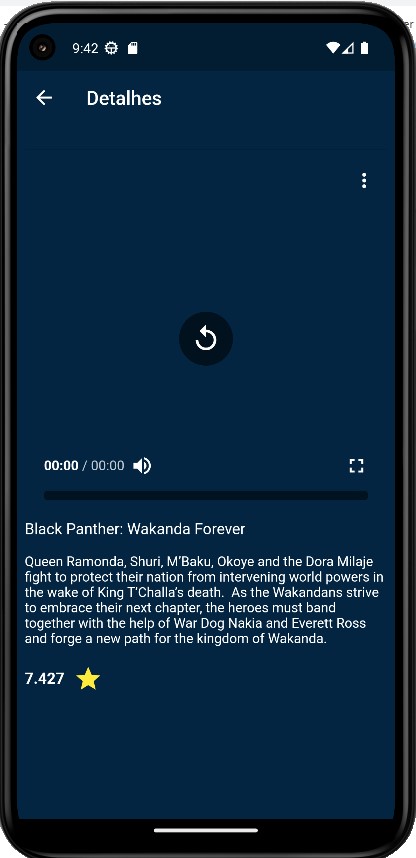 er
9:42
Detalhes
00:00 / 00:00
Black Panther: Wakanda Forever
Queen Ramonda, Shuri, M’Baku, Okoye and the Dora Milaje
fight to protect their nation from intervening world powers in
the wake of King T’Challa’s death.  As the Wakandans strive
to embrace their next chapter, the heroes must band
together with the help of War Dog Nakia and Everett Ross
and forge a new path for the kingdom of Wakanda.
7.427